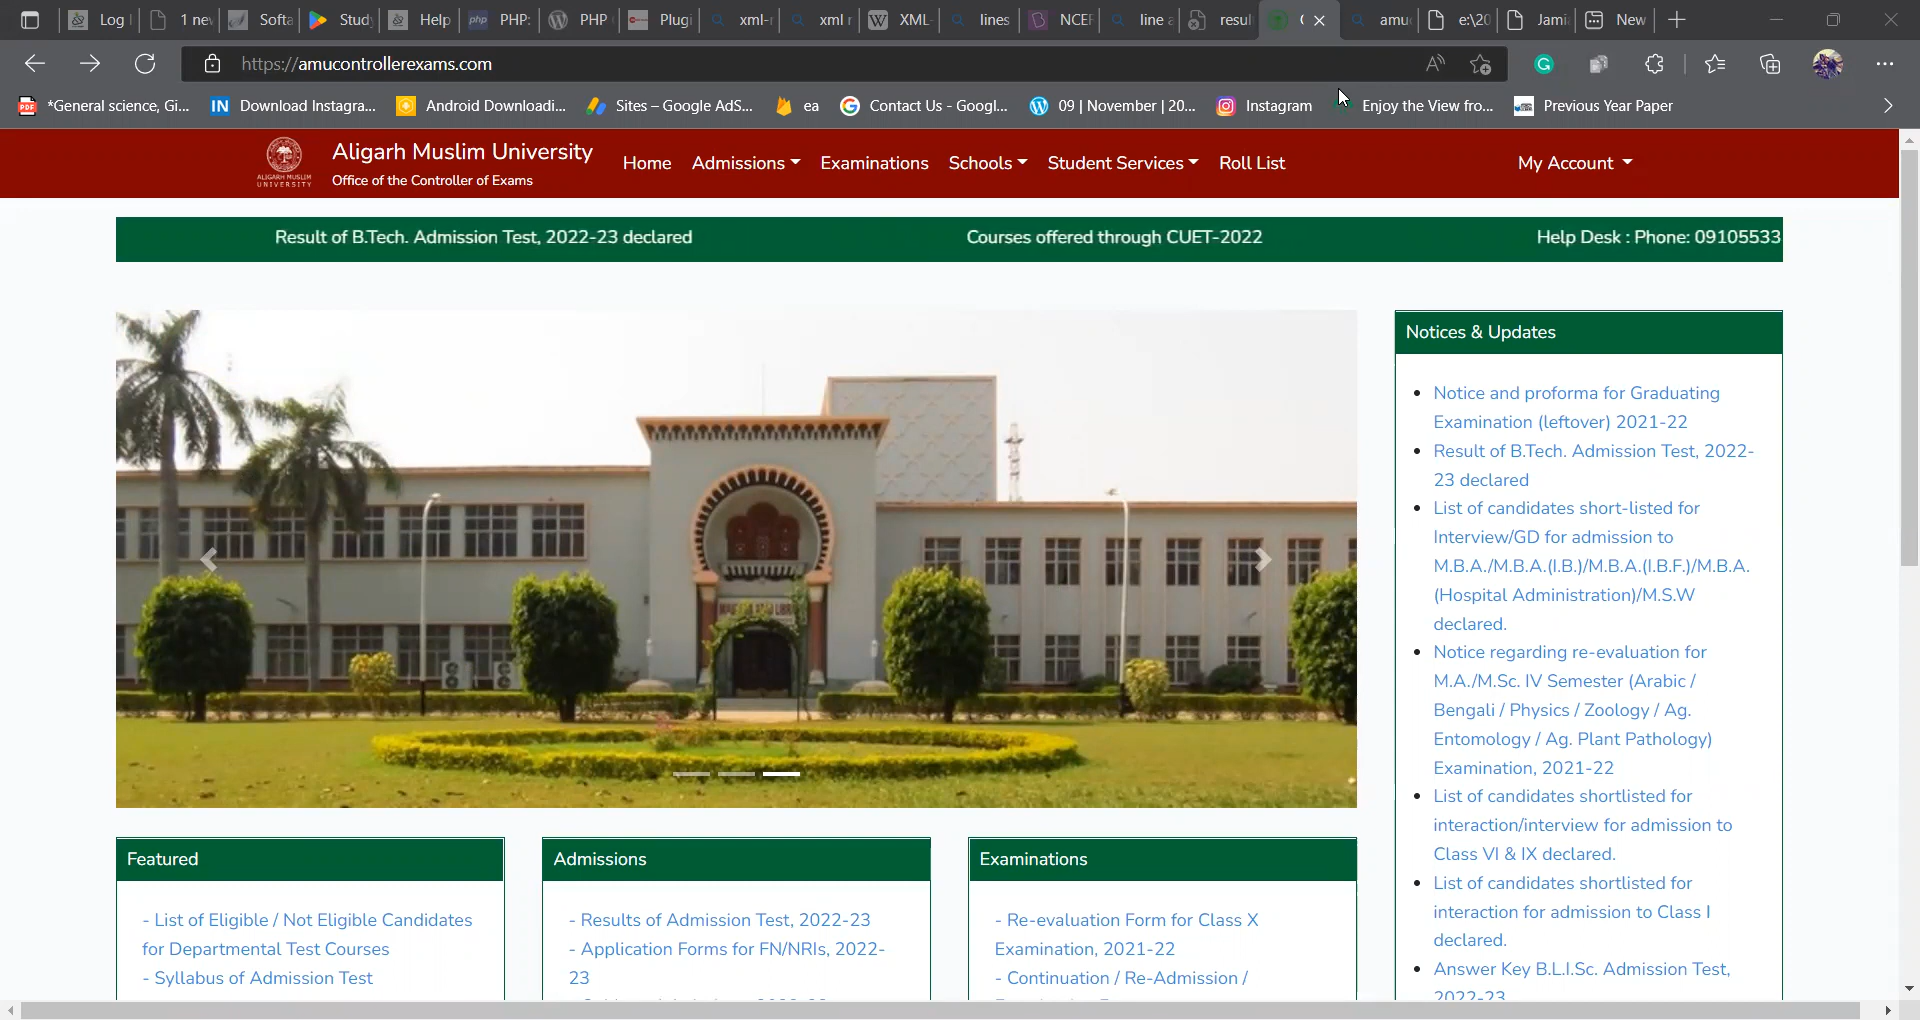 Log
1 ne
Softa
Study
Help
php PHP:
PHP
Plugi
xml-r
xml r
W XML-
lines
NCER
line a
resul
(
amu
e:\20
Jami
New
https://amucontrollerexams.com
*General science, Gi...
IN Download Instagra...
Android Downloadi...
Sites – Google AdS...
ea
Contact Us - Googl...
09 | November | 20...
Instagram
Enjoy the View fro...
Previous Year Paper
ALIGARH MUSLIM
UNIVERSITY
Aligarh Muslim University
Office of the Controller of Exams
Home Admissions Examinations Schools Student Services Roll List My Account
Result of B.Tech. Admission Test, 2022-23 declared Courses offered through CUET-2022 Help Desk : Phone: 09105533
Notices & Updates
Notice and proforma for Graduating
Examination (leftover) 2021-22
Result of B.Tech. Admission Test, 2022-
23 declared
List of candidates short-listed for
Interview/GD for admission to
M.B.A./M.B.A.(I.B.)/M.B.A.(I.B.F.)/M.B.A.
(Hospital Administration)/M.S.W
declared.
Notice regarding re-evaluation for
M.A./M.Sc. IV Semester (Arabic /
Bengali / Physics / Zoology / Ag.
Entomology / Ag. Plant Pathology)
Examination, 2021-22
List of candidates shortlisted for
interaction/interview for admission to
Class VI & IX declared.
List of candidates shortlisted for
interaction for admission to Class I
declared.
Answer Key B.L.I.Sc. Admission Test,
2022-23
Featured
- List of Eligible / Not Eligible Candidates
for Departmental Test Courses
- Syllabus of Admission Test
Admissions
- Results of Admission Test, 2022-23
- Application Forms for FN/NRIs, 2022-
23
Examinations
- Re-evaluation Form for Class X
Examination, 2021-22
- Continuation / Re-Admission /